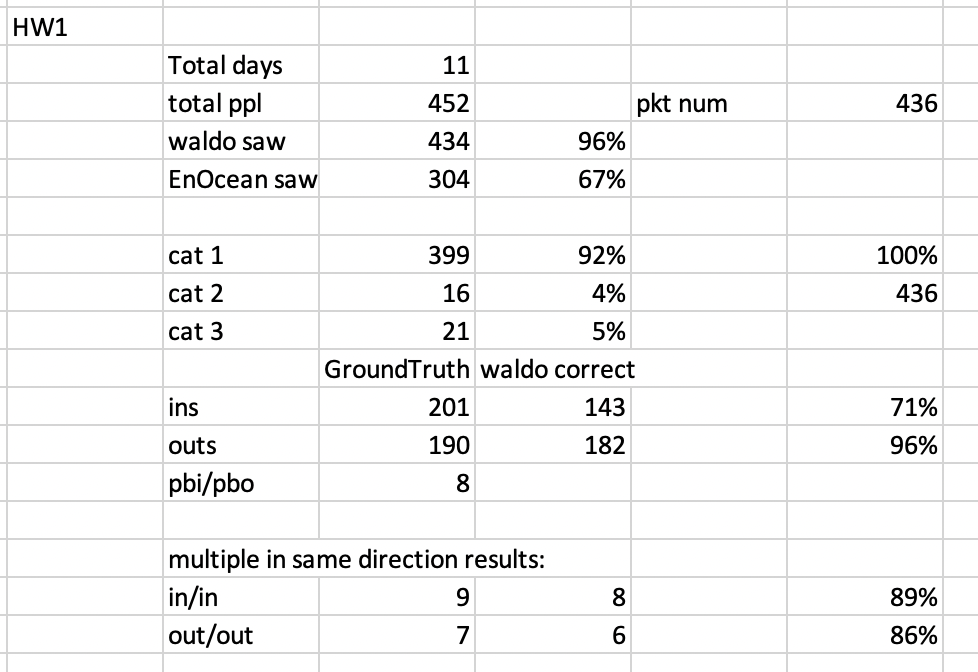 HW1
Total days 11
total ppl 452 pkt num 436
waldo saw 434 96%
EnOcean saw 304 67%
cat 1 399 92% 100%
cat 2 16 4% 436
cat 3 21 5%
GroundTruth waldo correct
ins 201 143 71%
outs 190 182 96%
pbi/pbo 8
multiple in same direction results:
in/in 9 8 89%
out/out 7 6 86%